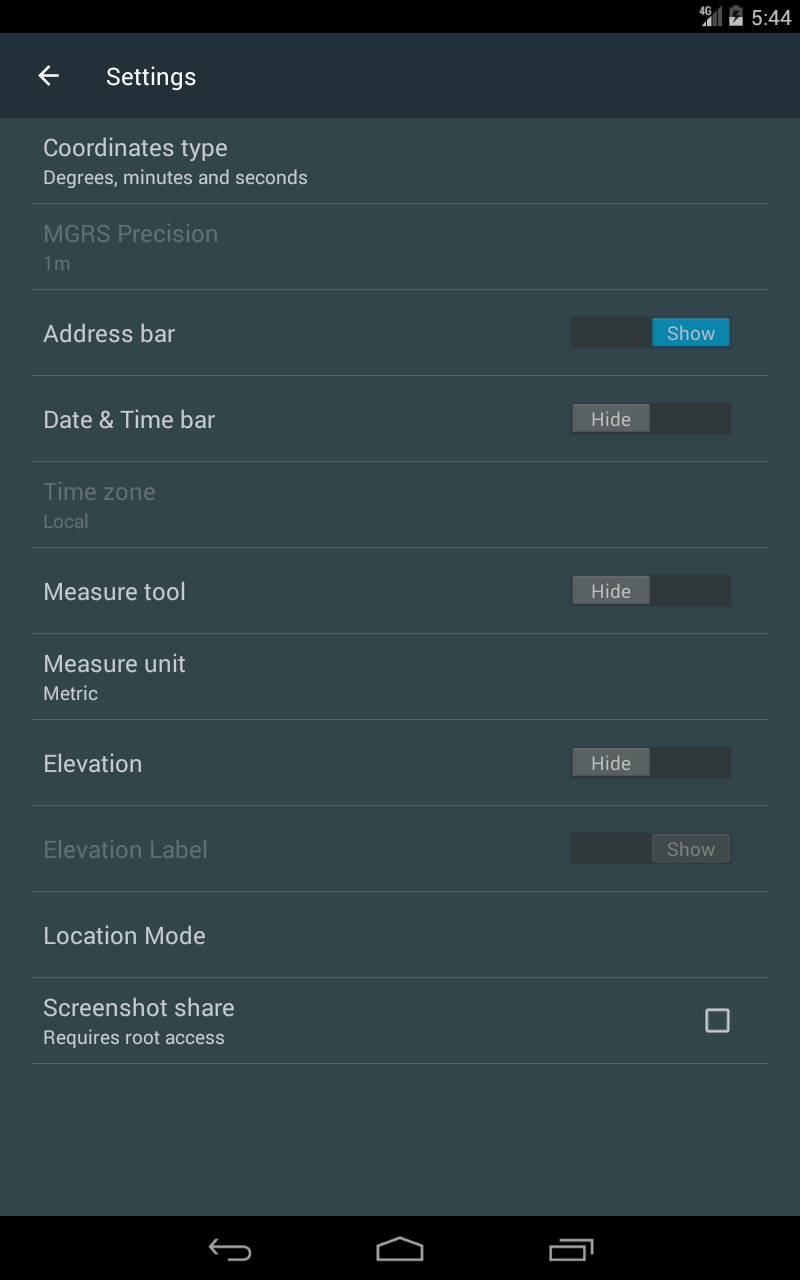 4G 5:44
Settings
Coordinates type
Degrees, minutes and seconds
MGRS Precision
1m
Address bar Show
Date & Time bar Hide
Time zone
Local
Measure tool Hide
Measure unit
Metric
Elevation Hide
Elevation Label Show
Location Mode
Screenshot share
Requires root access